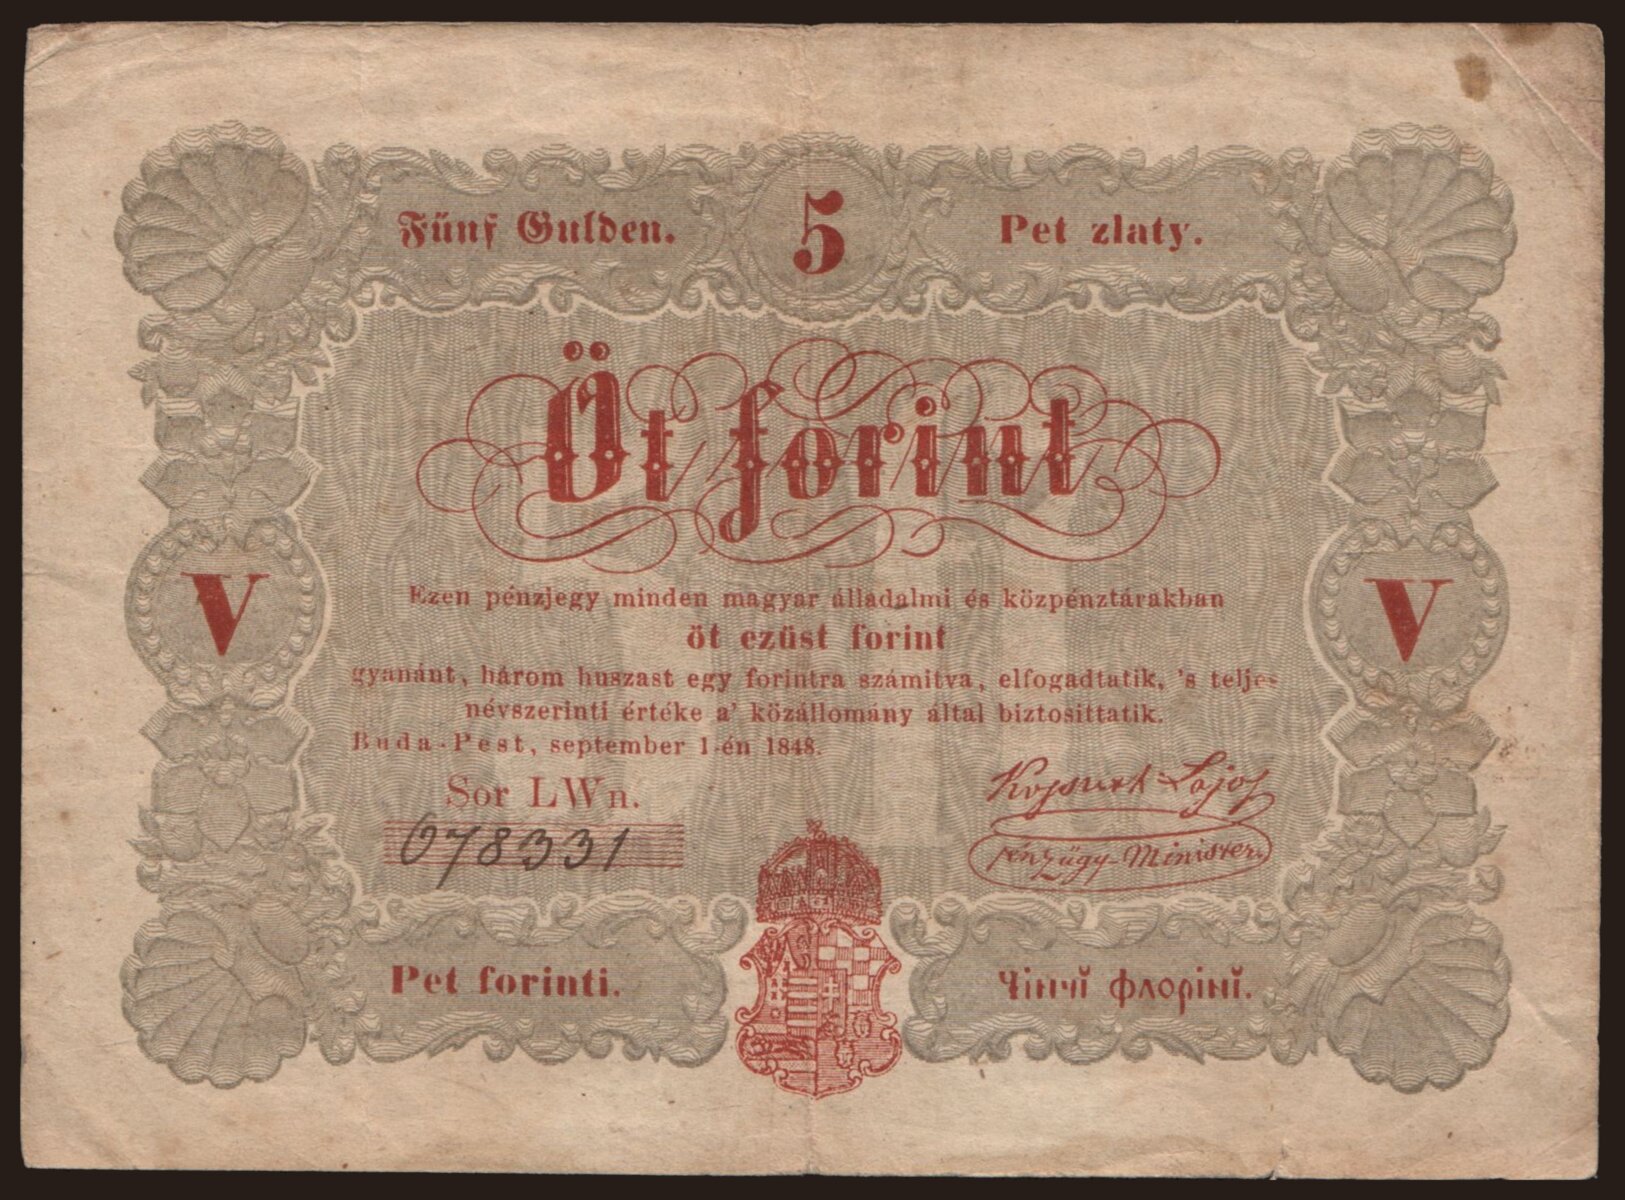 Fünf Gulden.
5
Pet zlaty.
Öt forint
V
V
Ezen pénzjegy minden magyar álladalmi és közpénztárakban
öt ezüst forint
gyanánt, három huszast egy forintra számitva, elfogadtatik, 's teljes
névszerinti értéke a' közállomány által biztosittatik.
Buda-Pest, september 1-én 1848.
Sor LWn.
078331
Kossuth Lajos
pénzügy-Minister
Pet forinti.
Чінчĭ флоріні̆.